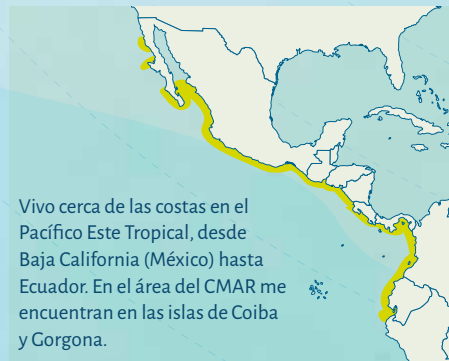 Vivo cerca de las costas en el
Pacífico Este Tropical, desde
Baja California (México) hasta
Ecuador. En el área del CMAR me
encuentran en las islas de Coiba
y Gorgona.